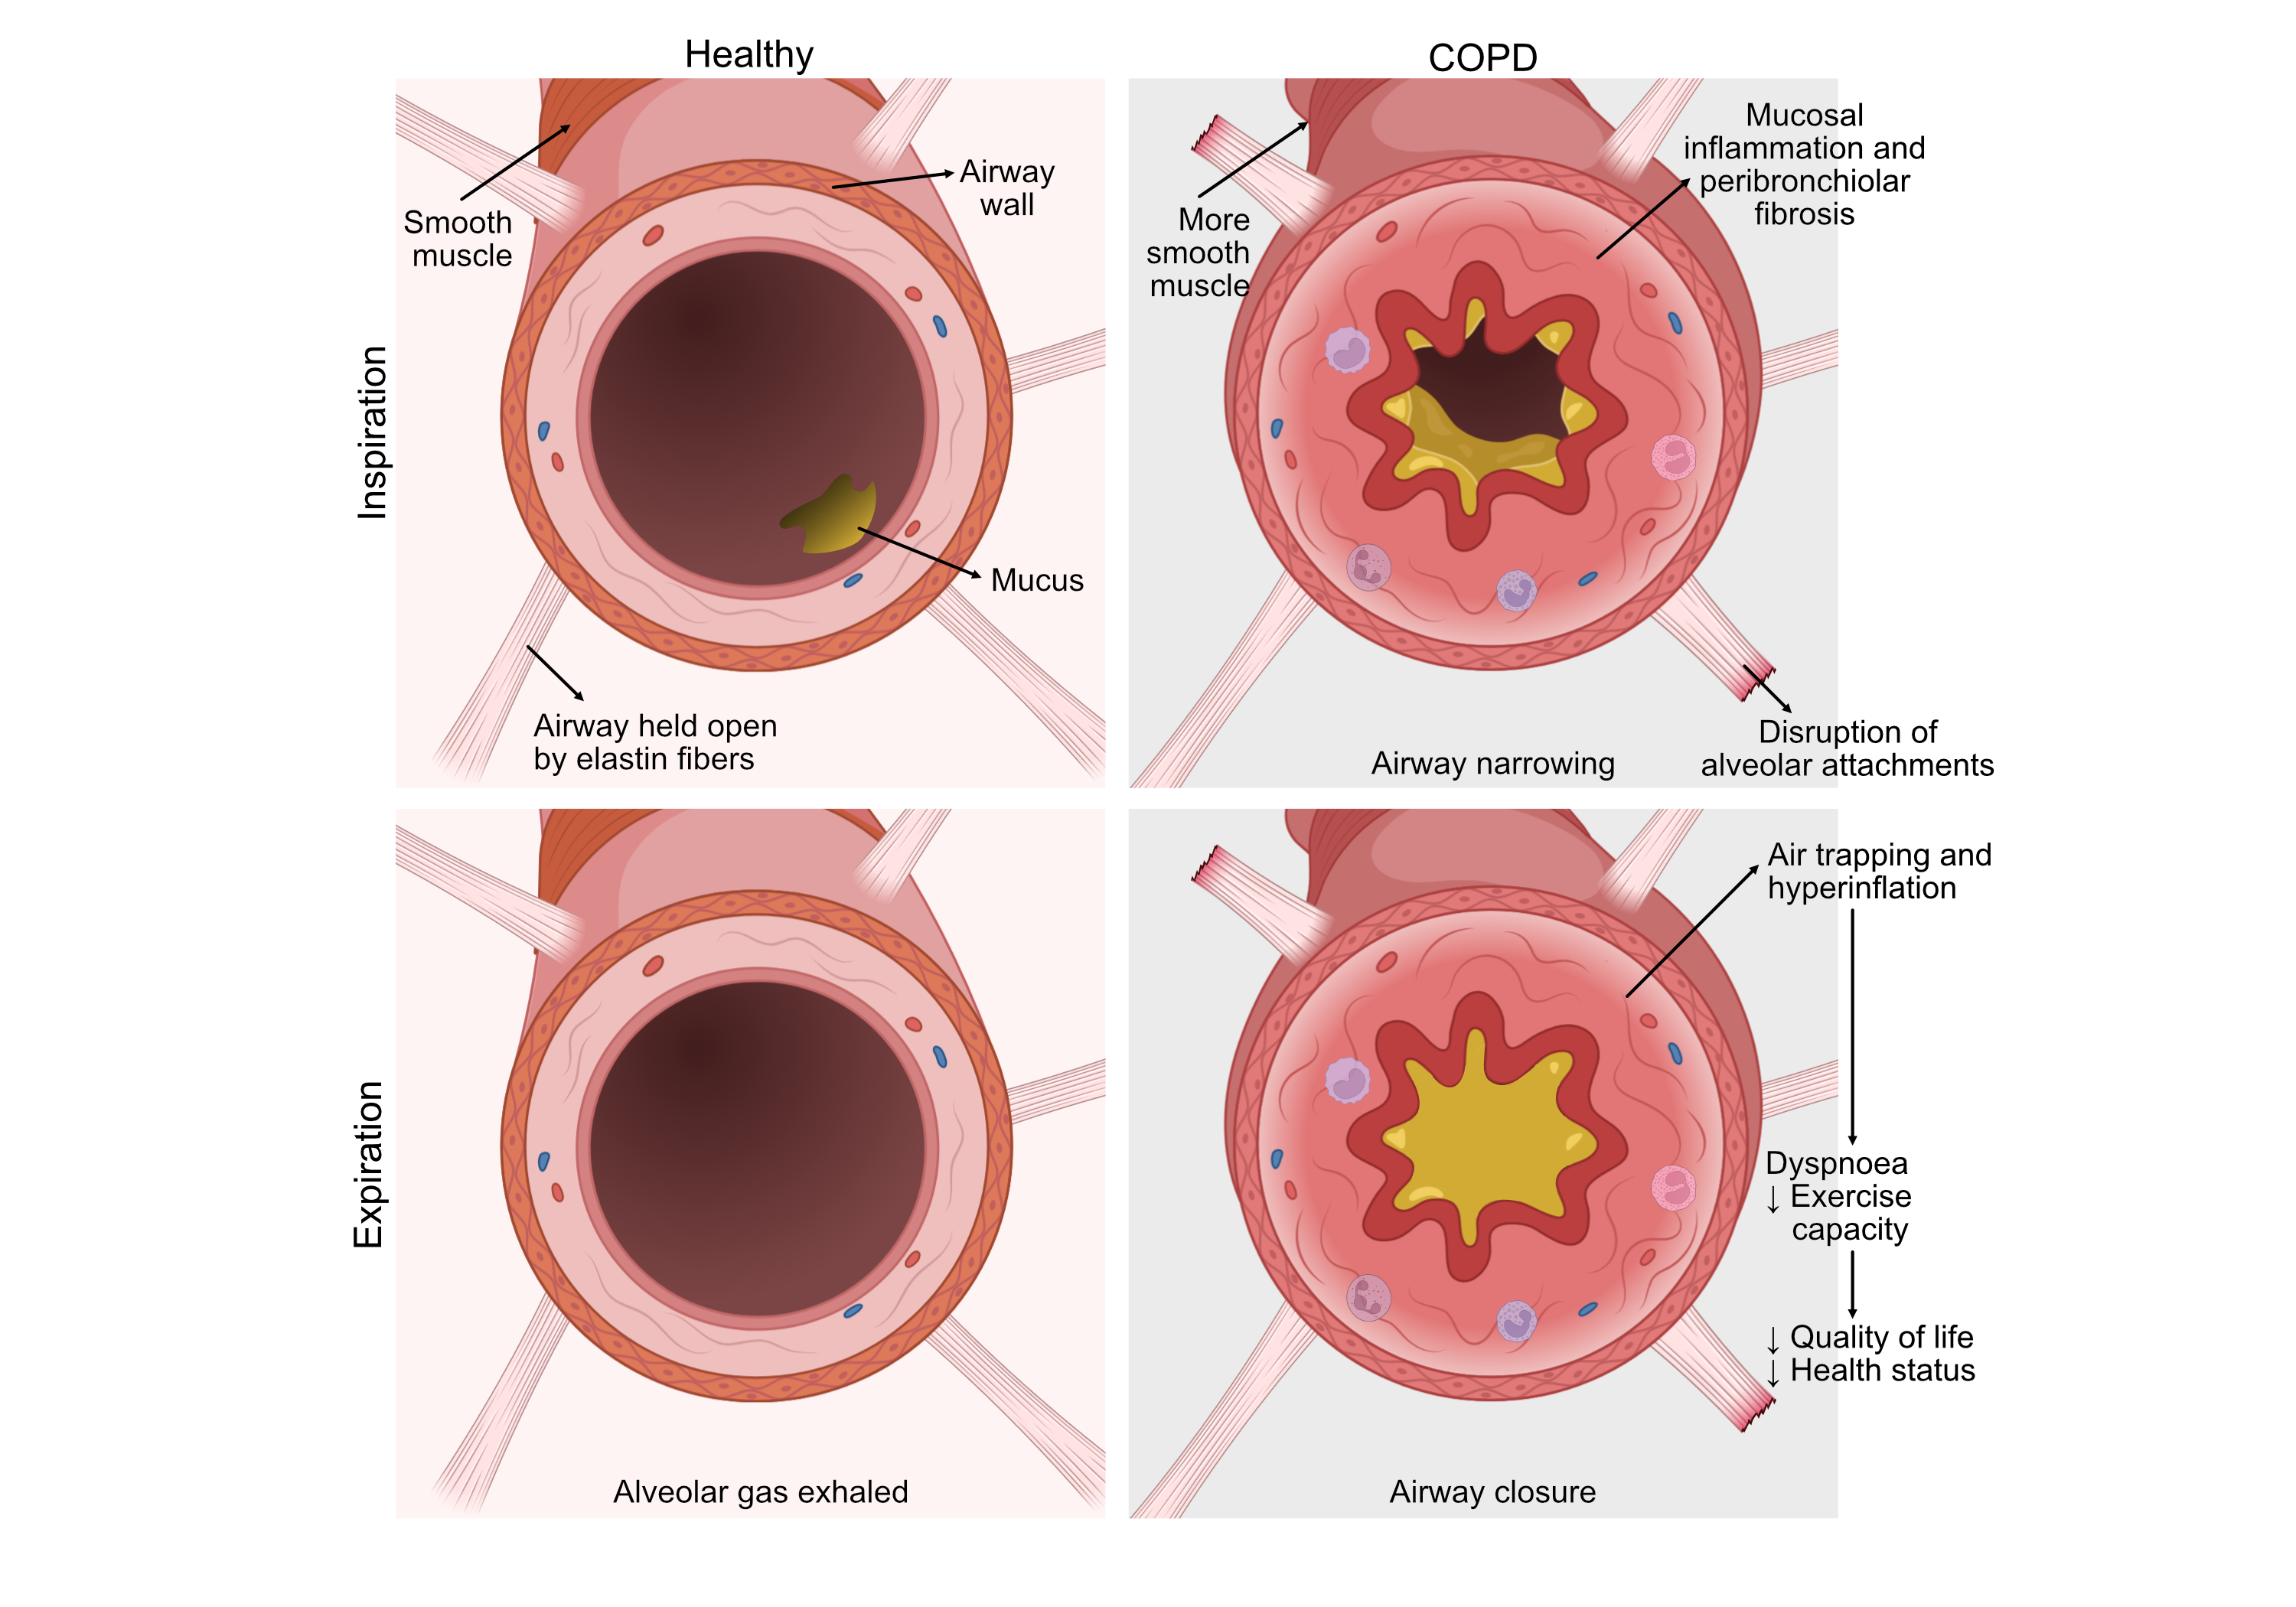 Healthy
COPD
Inspiration
Smooth
muscle
Airway
wall
Mucus
Airway held open
by elastin fibers
More
smooth
muscle
Mucosal
inflammation and
peribronchiolar
fibrosis
Airway narrowing
Disruption of
alveolar attachments
Expiration
Alveolar gas exhaled
Air trapping and
hyperinflation
Dyspnoea
↓ Exercise
capacity
↓ Quality of life
↓ Health status
Airway closure